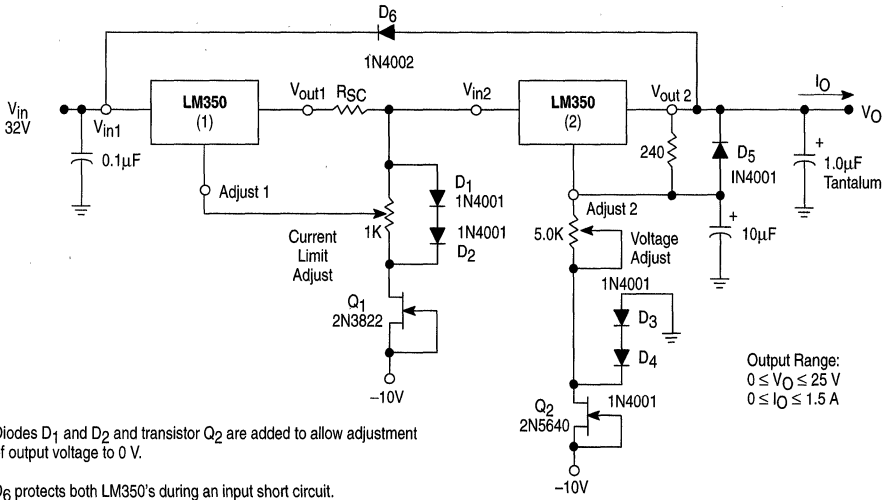 D6
1N4002
Vin
32V
Vin1
0.1µF
LM350
(1)
Vout1
RSC
Vin2
LM350
(2)
Vout 2
IO
VO
240
D5
IN4001
+
1.0µF
Tantalum
Adjust 1
D1
1N4001
1K
1N4001
D2
Current
Limit
Adjust
Adjust 2
5.0K
Voltage
Adjust
+
10µF
Q1
2N3822
–10V
1N4001
D3
D4
1N4001
Q2
2N5640
–10V
Output Range:
0 ≤ VO ≤ 25 V
0 ≤ IO ≤ 1.5 A
Diodes D1 and D2 and transistor Q2 are added to allow adjustment
of output voltage to 0 V.
D6 protects both LM350's during an input short circuit.